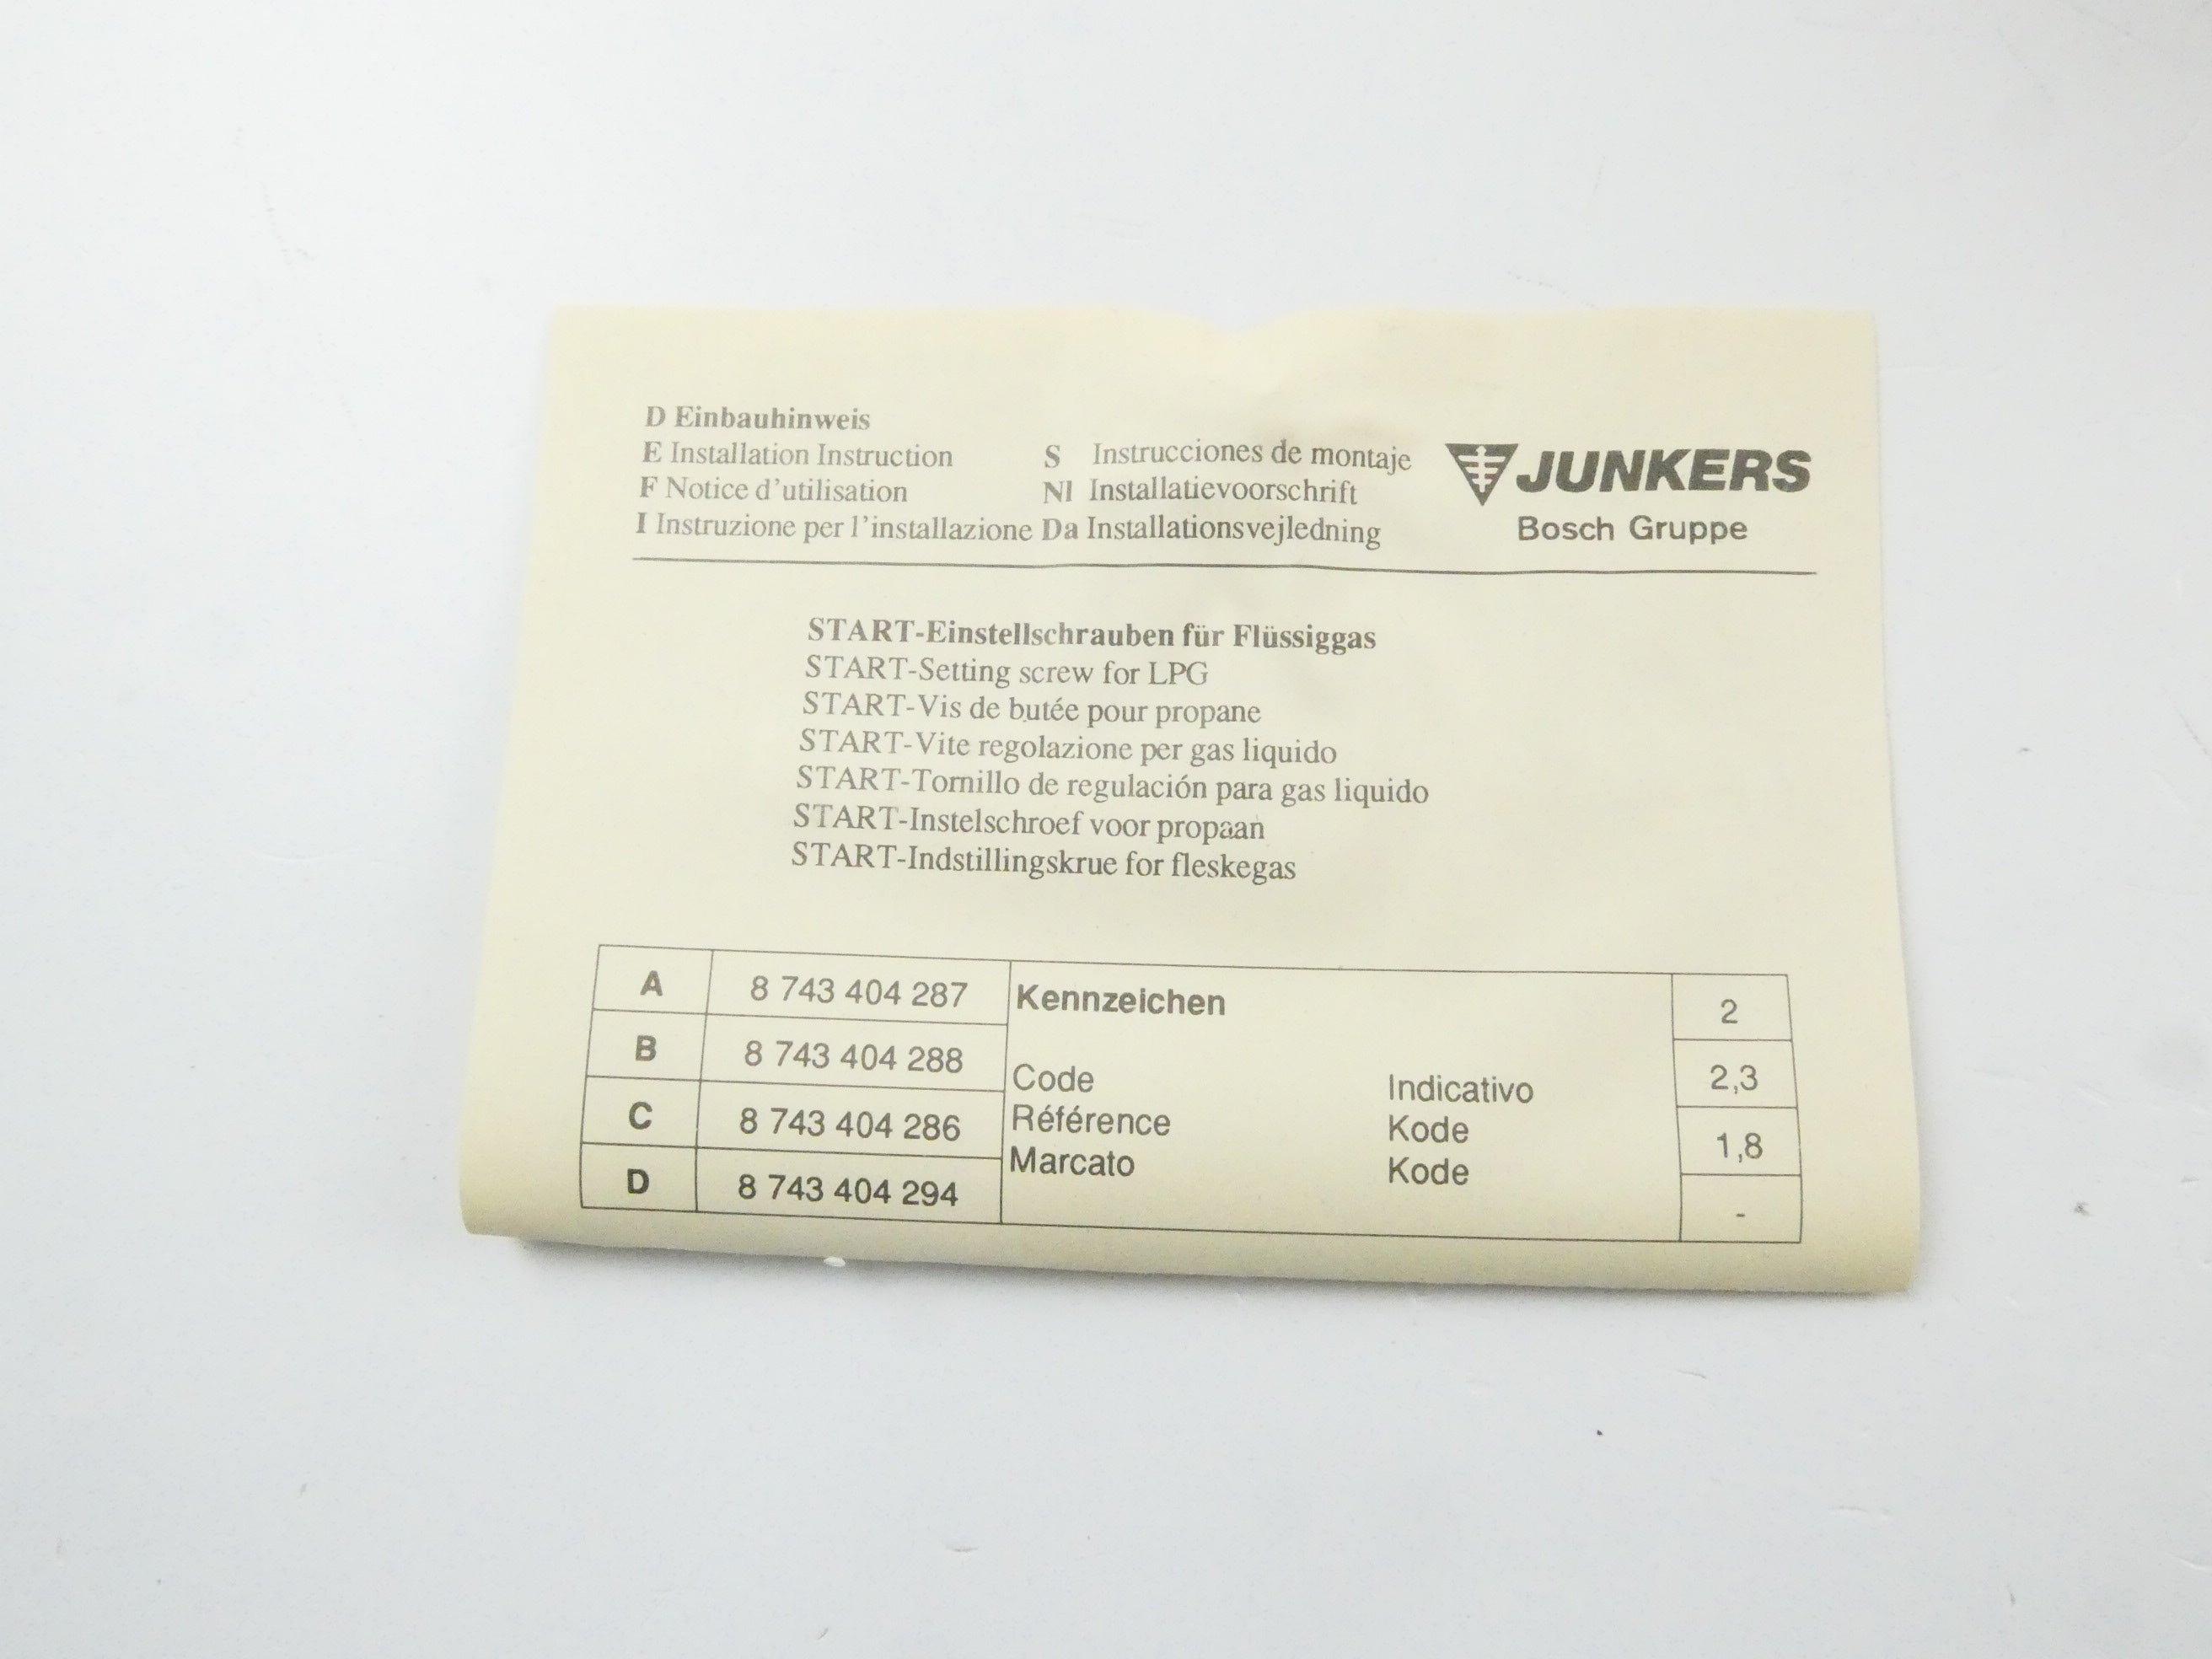 D Einbauhinweis
E Installation Instruction
F Notice d'utilisation
I Instruzione per l'installazione
S Instrucciones de montaje
Nl Installatievoorschrift
Da Installationsvejledning
JUNKERS
Bosch Gruppe
START-Einstellschrauben für Flüssiggas
START-Setting screw for LPG
START-Vis de butée pour propane
START-Vite regolazione per gas liquido
START-Tornillo de regulación para gas liquido
START-Instelschroef voor propaan
START-Indstillingskrue for fleskegas
A 8 743 404 287
B 8 743 404 288
C 8 743 404 286
D 8 743 404 294
Kennzeichen
Code
Référence
Marcato
Indicativo
Kode
Kode
2
2,3
1,8
-